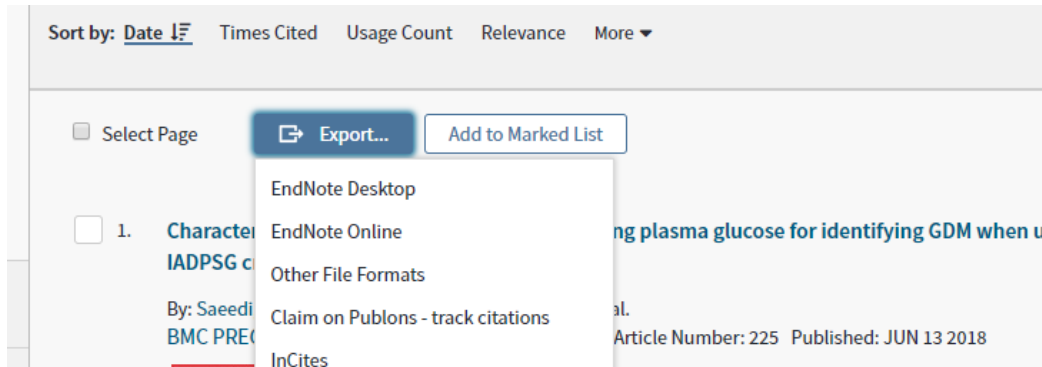 Sort by: Date Times Cited Usage Count Relevance More
Select Page Export... Add to Marked List
EndNote Desktop
1. Character ng plasma glucose for identifying GDM when u
EndNote Online
IADPSG c
Other File Formats
By: Saeedi al.
Claim on Publons - track citations
BMC PRE Article Number: 225 Published: JUN 13 2018
InCites